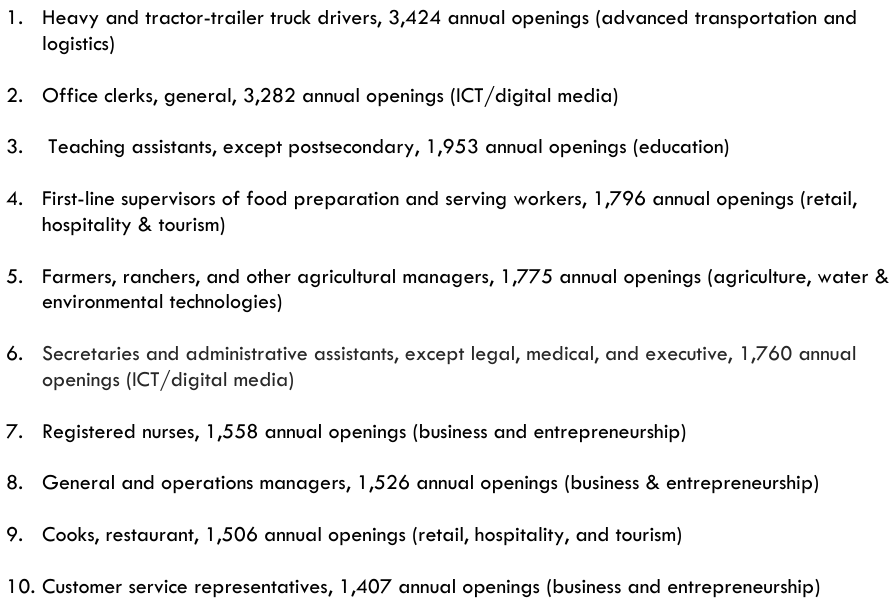 1. Heavy and tractor-trailer truck drivers, 3,424 annual openings (advanced transportation and
logistics)
2. Office clerks, general, 3,282 annual openings (ICT/digital media)
3. Teaching assistants, except postsecondary, 1,953 annual openings (education)
4. First-line supervisors of food preparation and serving workers, 1,796 annual openings (retail,
hospitality & tourism)
5. Farmers, ranchers, and other agricultural managers, 1,775 annual openings (agriculture, water &
environmental technologies)
6. Secretaries and administrative assistants, except legal, medical, and executive, 1,760 annual
openings (ICT/digital media)
7. Registered nurses, 1,558 annual openings (business and entrepreneurship)
8. General and operations managers, 1,526 annual openings (business & entrepreneurship)
9. Cooks, restaurant, 1,506 annual openings (retail, hospitality, and tourism)
10. Customer service representatives, 1,407 annual openings (business and entrepreneurship)